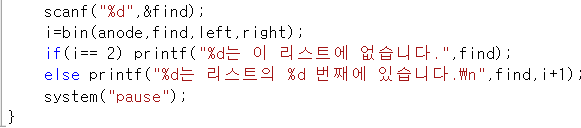 scanf("%d",&find);
i=bin(anode,find,left,right);
if(i== 2) printf("%d는 이 리스트에 없습니다.",find);
else printf("%d는 리스트의 %d 번째에 있습니다.₩n",find,i+1);
system("pause");
}